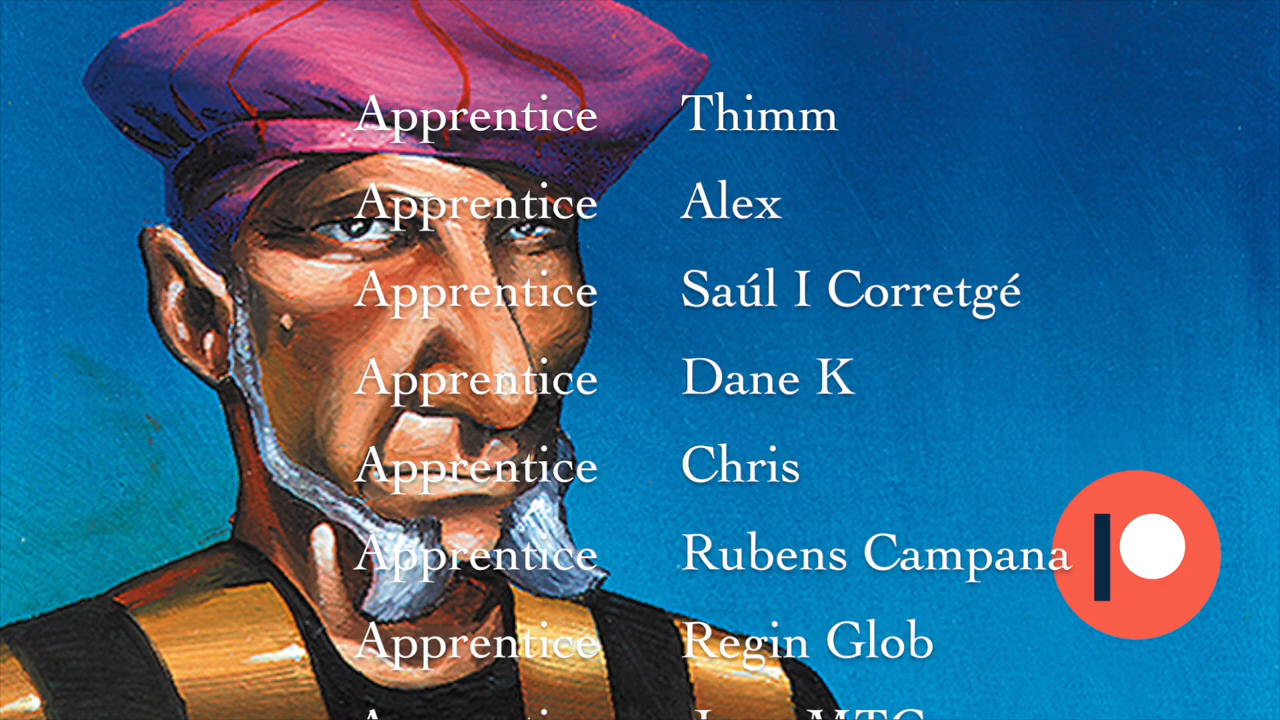 Apprentice Thimm
Apprentice Alex
Apprentice Saúl I Corretgé
Apprentice Dane K
Apprentice Chris
Apprentice Rubens Campana
Apprentice Regin Glob